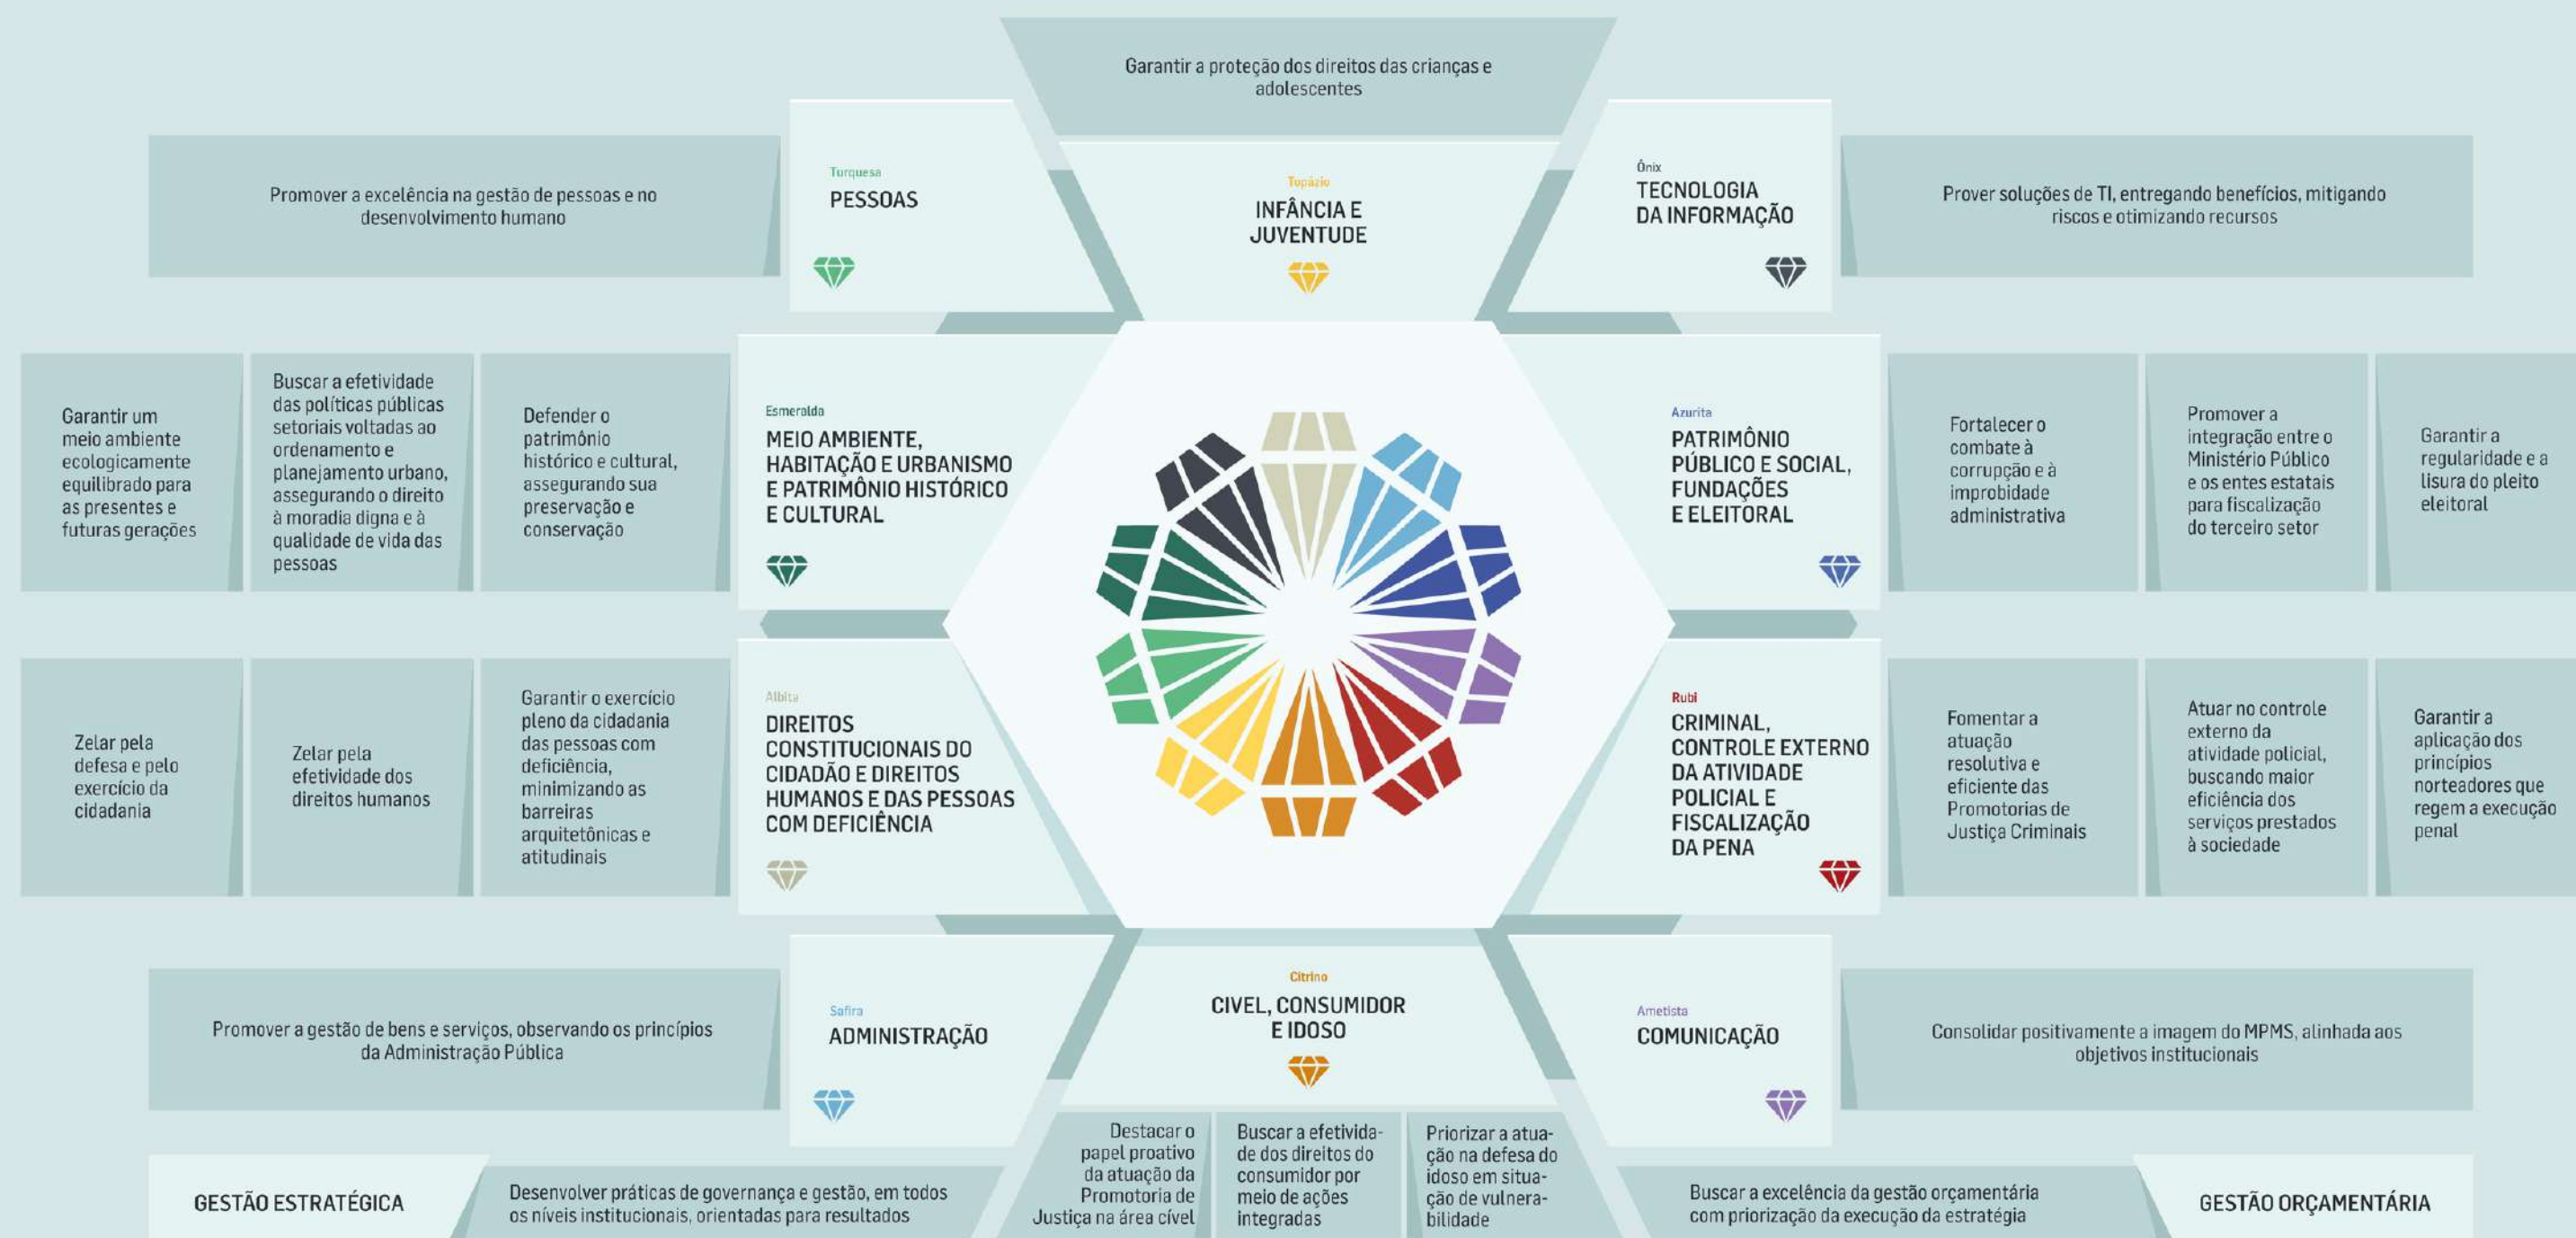 Garantir a proteção dos direitos das crianças e
adolescentes
Promover a excelência na gestão de pessoas e no
desenvolvimento humano
Turquesa
PESSOAS
Topázio
INFÂNCIA E
JUVENTUDE
Ônix
TECNOLOGIA
DA INFORMAÇÃO
Prover soluções de TI, entregando benefícios, mitigando
riscos e otimizando recursos
Garantir um
meio ambiente
ecologicamente
equilibrado para
as presentes e
futuras gerações
Buscar a efetividade
das políticas públicas
setoriais voltadas ao
ordenamento e
planejamento urbano,
assegurando o direito
à moradia digna e à
qualidade de vida das
pessoas
Defender o
patrimônio
histórico e cultural,
assegurando sua
preservação e
conservação
Esmeralda
MEIO AMBIENTE,
HABITAÇÃO E URBANISMO
E PATRIMÔNIO HISTÓRICO
E CULTURAL
Azurita
PATRIMÔNIO
PÚBLICO E SOCIAL,
FUNDAÇÕES
E ELEITORAL
Fortalecer o
combate à
corrupção e à
improbidade
administrativa
Promover a
integração entre o
Ministério Público
e os entes estatais
para fiscalização
do terceiro setor
Garantir a
regularidade e a
lisura do pleito
eleitoral
Zelar pela
defesa e pelo
exercício da
cidadania
Zelar pela
efetividade dos
direitos humanos
Garantir o exercício
pleno da cidadania
das pessoas com
deficiência,
minimizando as
barreiras
arquitetônicas e
atitudinais
Albita
DIREITOS
CONSTITUCIONAIS DO
CIDADÃO E DIREITOS
HUMANOS E DAS PESSOAS
COM DEFICIÊNCIA
Rubi
CRIMINAL,
CONTROLE EXTERNO
DA ATIVIDADE
POLICIAL E
FISCALIZAÇÃO
DA PENA
Fomentar a
atuação
resolutiva e
eficiente das
Promotorias de
Justiça Criminais
Atuar no controle
externo da
atividade policial,
buscando maior
eficiência dos
serviços prestados
à sociedade
Garantir a
aplicação dos
princípios
norteadores que
regem a execução
penal
Promover a gestão de bens e serviços, observando os princípios
da Administração Pública
Safira
ADMINISTRAÇÃO
Citrino
CIVEL, CONSUMIDOR
E IDOSO
Ametista
COMUNICAÇÃO
Consolidar positivamente a imagem do MPMS, alinhada aos
objetivos institucionais
GESTÃO ESTRATÉGICA
Desenvolver práticas de governança e gestão, em todos
os níveis institucionais, orientadas para resultados
Destacar o
papel proativo
da atuação da
Promotoria de
Justiça na área cível
Buscar a efetivida-
de dos direitos do
consumidor por
meio de ações
integradas
Priorizar a atua-
ção na defesa do
idoso em situa-
ção de vulnera-
bilidade
Buscar a excelência da gestão orçamentária
com priorização da execução da estratégia
GESTÃO ORÇAMENTÁRIA